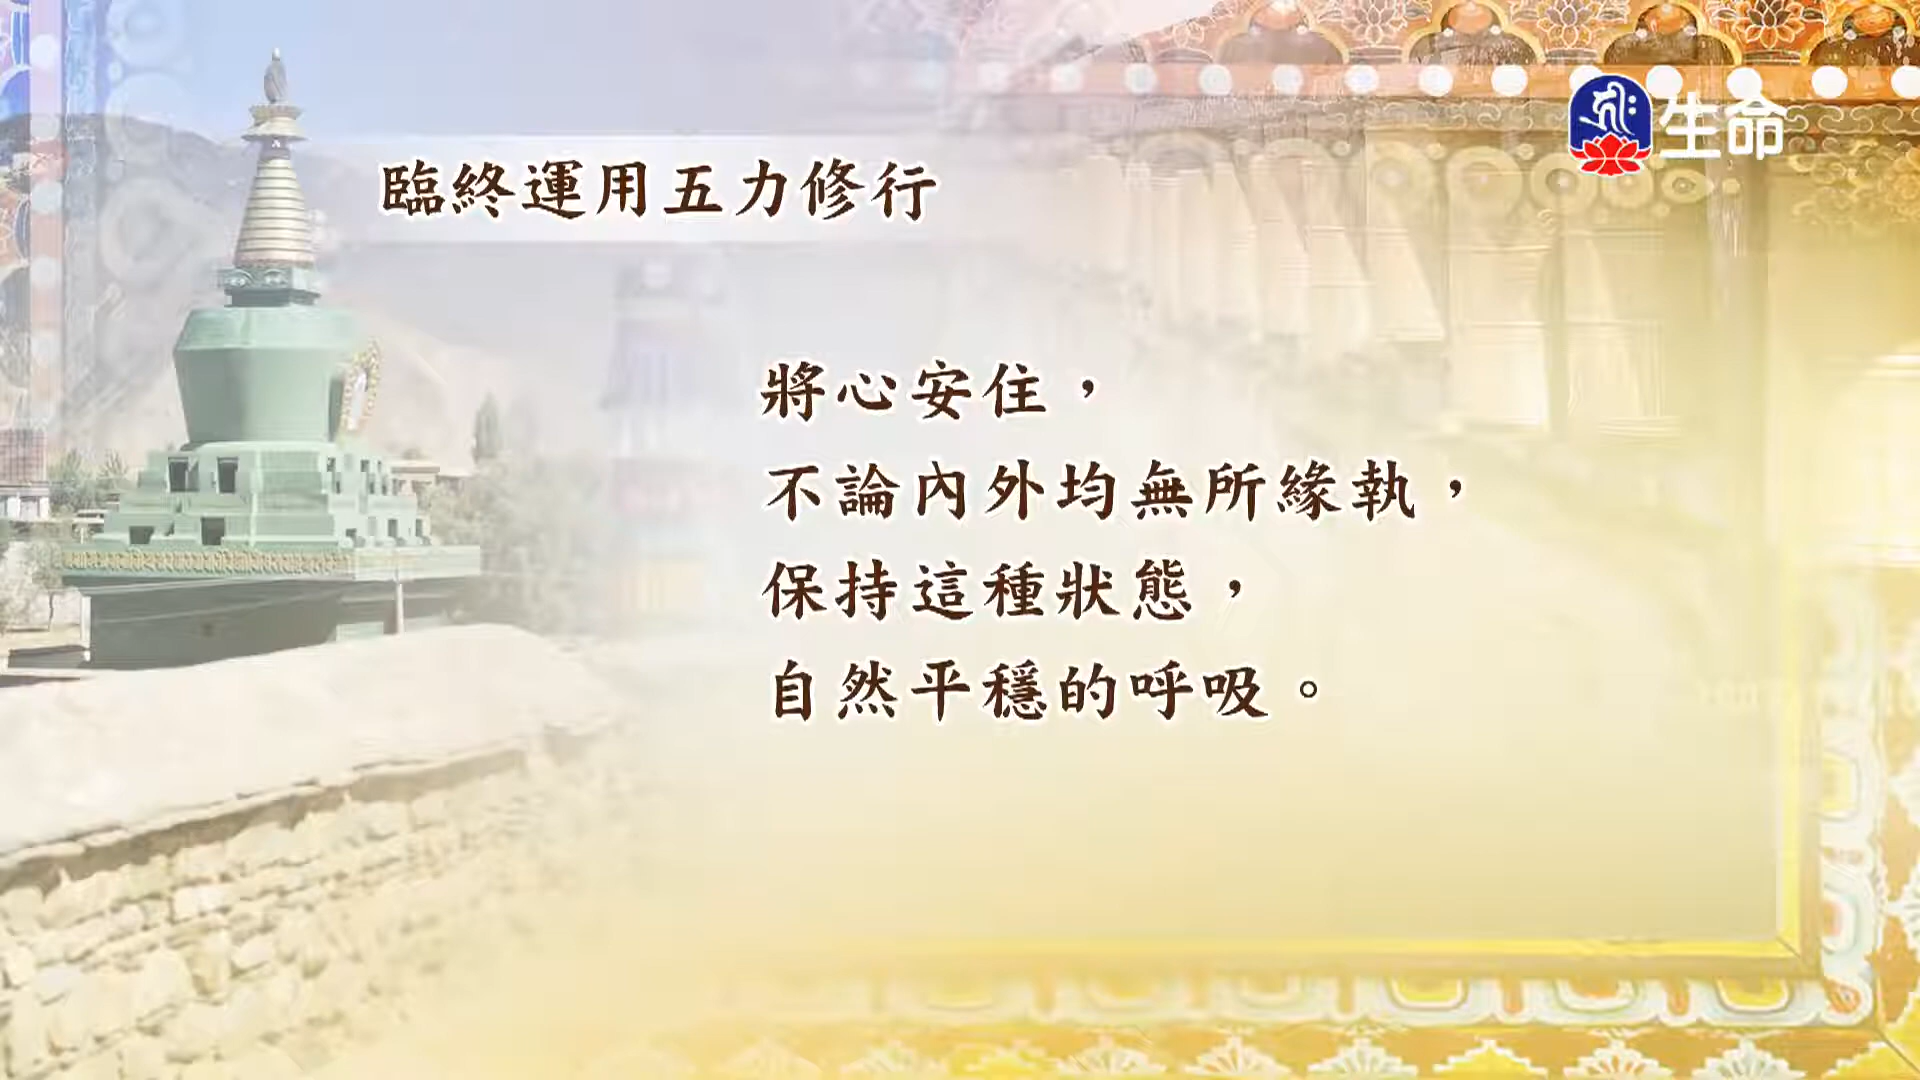 生命
臨終運用五力修行
將心安住，
不論內外均無所緣執，
保持這種狀態，
自然平穩的呼吸。